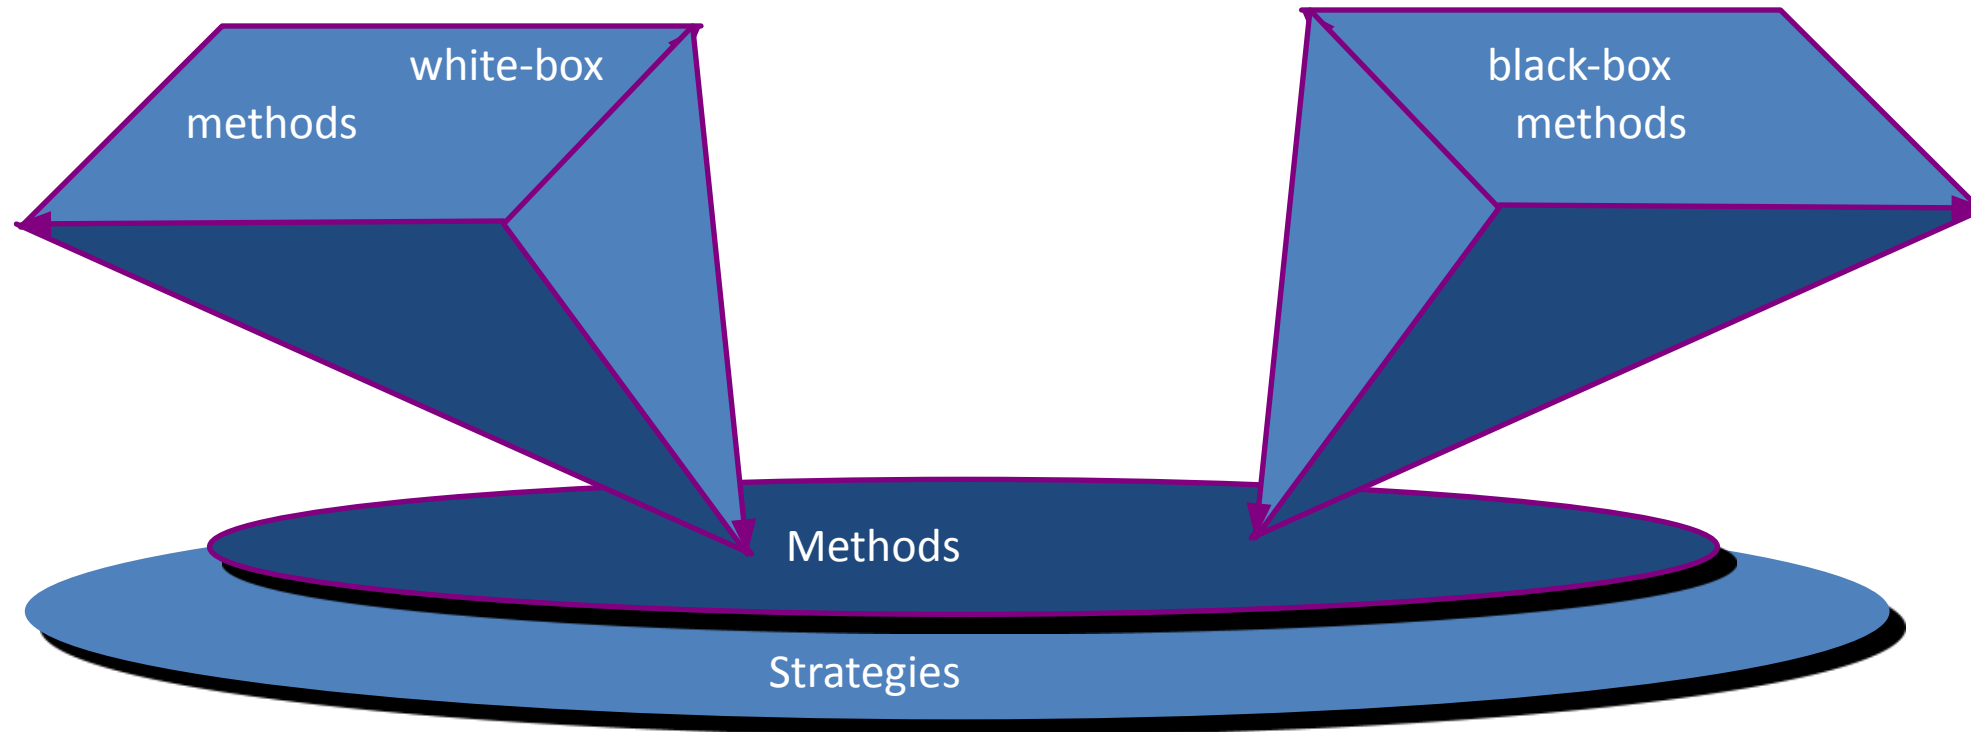 white-box
methods
black-box
methods
Methods
Strategies